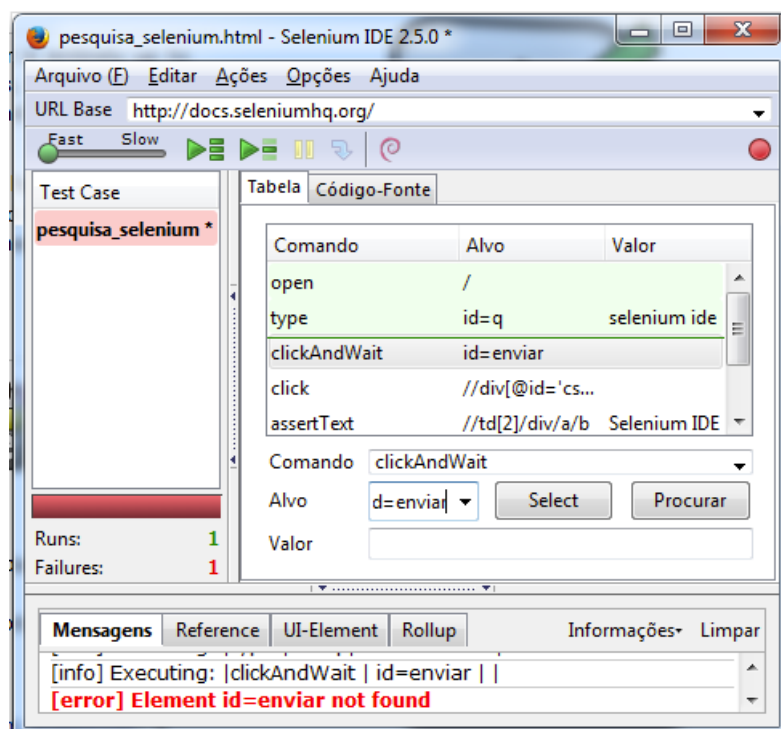 pesquisa_selenium.html - Selenium IDE 2.5.0 *
Arquivo (F) Editar Ações Opções Ajuda
URL Base http://docs.seleniumhq.org/
Fast Slow
Test Case
pesquisa_selenium *
Runs: 1
Failures: 1
Tabela Código-Fonte
Comando Alvo Valor
open /
type id=q selenium ide
clickAndWait id=enviar
click //div[@id='cs...
assertText //td[2]/div/a/b Selenium IDE
Comando clickAndWait
Alvo d=enviar Select Procurar
Valor
Mensagens Reference UI-Element Rollup Informações Limpar
[info] Executing: |clickAndWait | id=enviar | |
[error] Element id=enviar not found